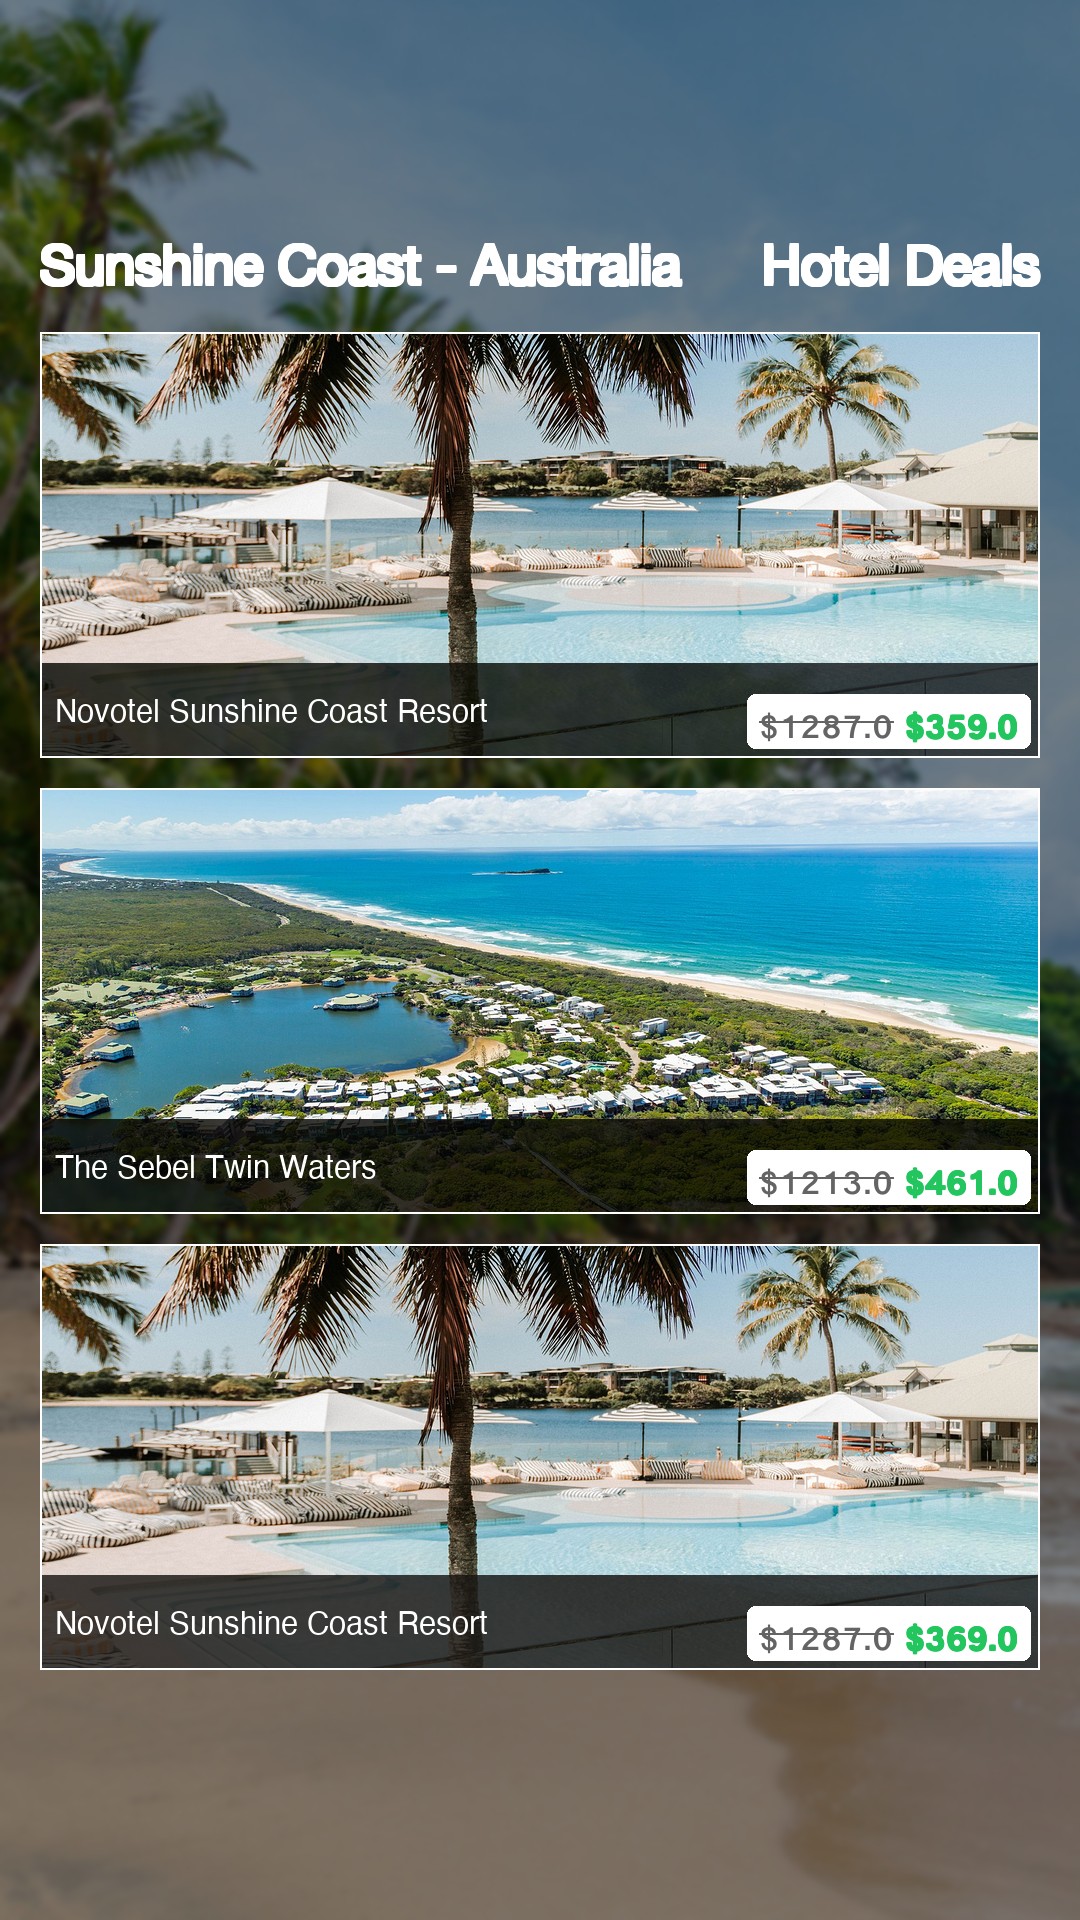 Sunshine Coast - Australia Hotel Deals
Novotel Sunshine Coast Resort $1287.0 $359.0
The Sebel Twin Waters $1213.0 $461.0
Novotel Sunshine Coast Resort $1287.0 $369.0